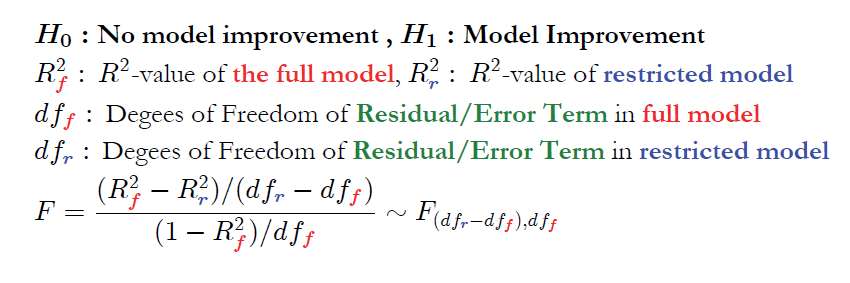 H₀ : No model improvement , H₁ : Model Improvement
R²_f : R²-value of the full model, R²_r : R²-value of restricted model
df_f : Degees of Freedom of Residual/Error Term in full model
df_r : Degees of Freedom of Residual/Error Term in restricted model
F = (R²_f − R²_r)/(df_r − df_f) / (1 − R²_f)/df_f ∼ F_(df_r−df_f),df_f